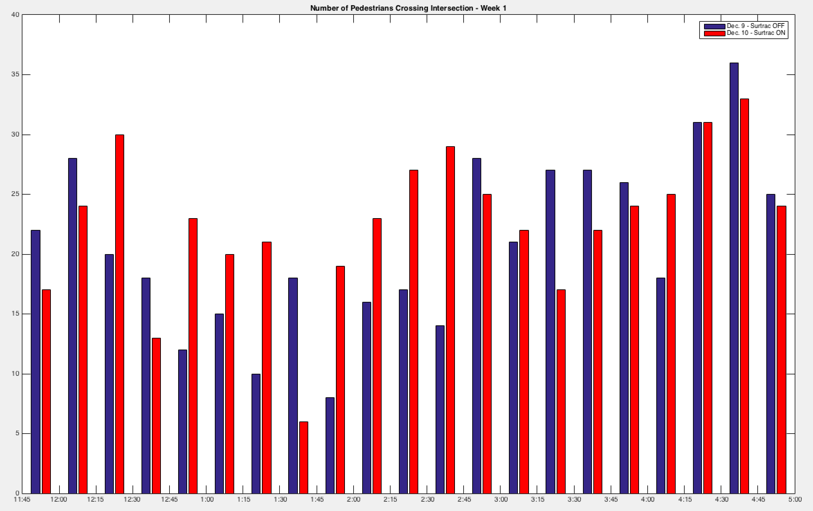 Number of Pedestrians Crossing Intersection - Week 1
Dec. 9 - Surtrac OFF
Dec. 10 - Surtrac ON
40
35
30
25
20
15
10
5
0
11:45 12:00 12:15 12:30 12:45 1:00 1:15 1:30 1:45 2:00 2:15 2:30 2:45 3:00 3:15 3:30 3:45 4:00 4:15 4:30 4:45 5:00